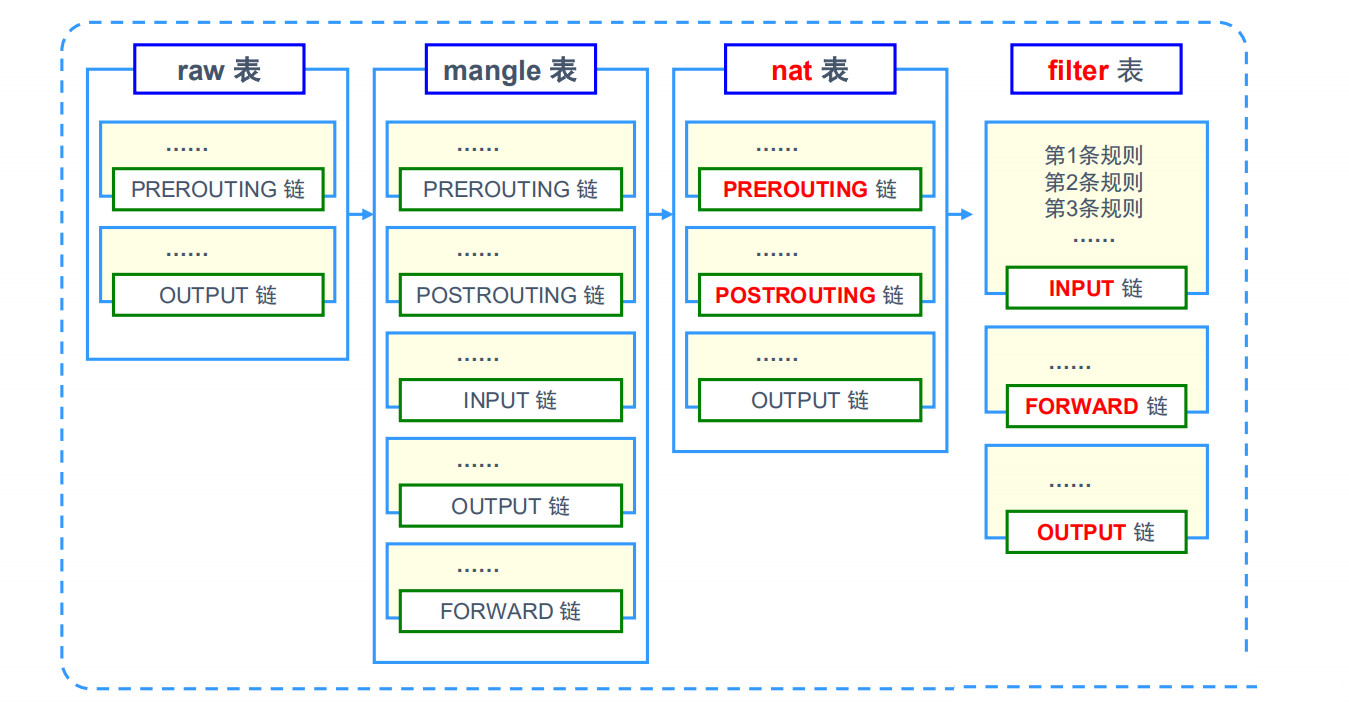 raw 表
……
PREROUTING 链
……
OUTPUT 链
mangle 表
……
PREROUTING 链
……
POSTROUTING 链
……
INPUT 链
……
OUTPUT 链
……
FORWARD 链
nat 表
……
PREROUTING 链
……
POSTROUTING 链
……
OUTPUT 链
filter 表
第1条规则
第2条规则
第3条规则
……
INPUT 链
……
FORWARD 链
……
OUTPUT 链